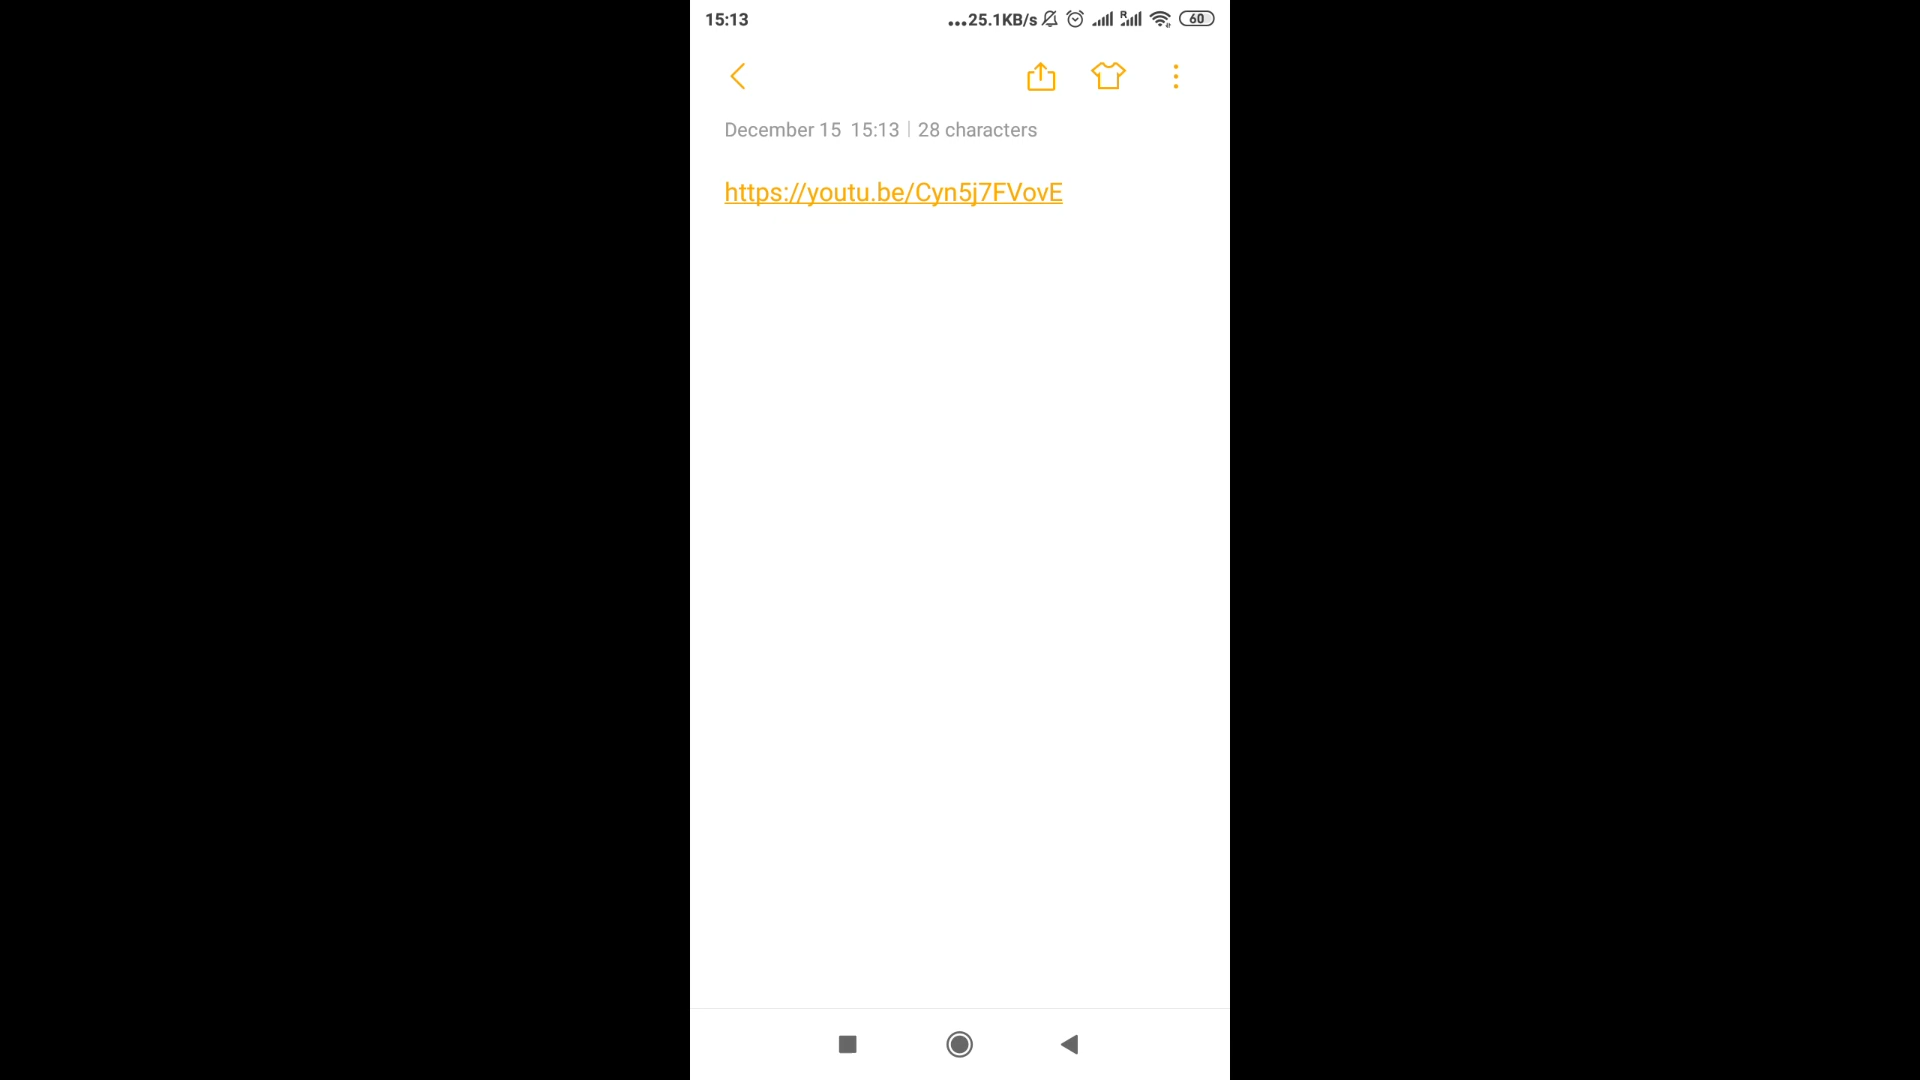 15:13 ...25.1KB/s R 60
December 15 15:13 | 28 characters
https://youtu.be/Cyn5j7FVovE